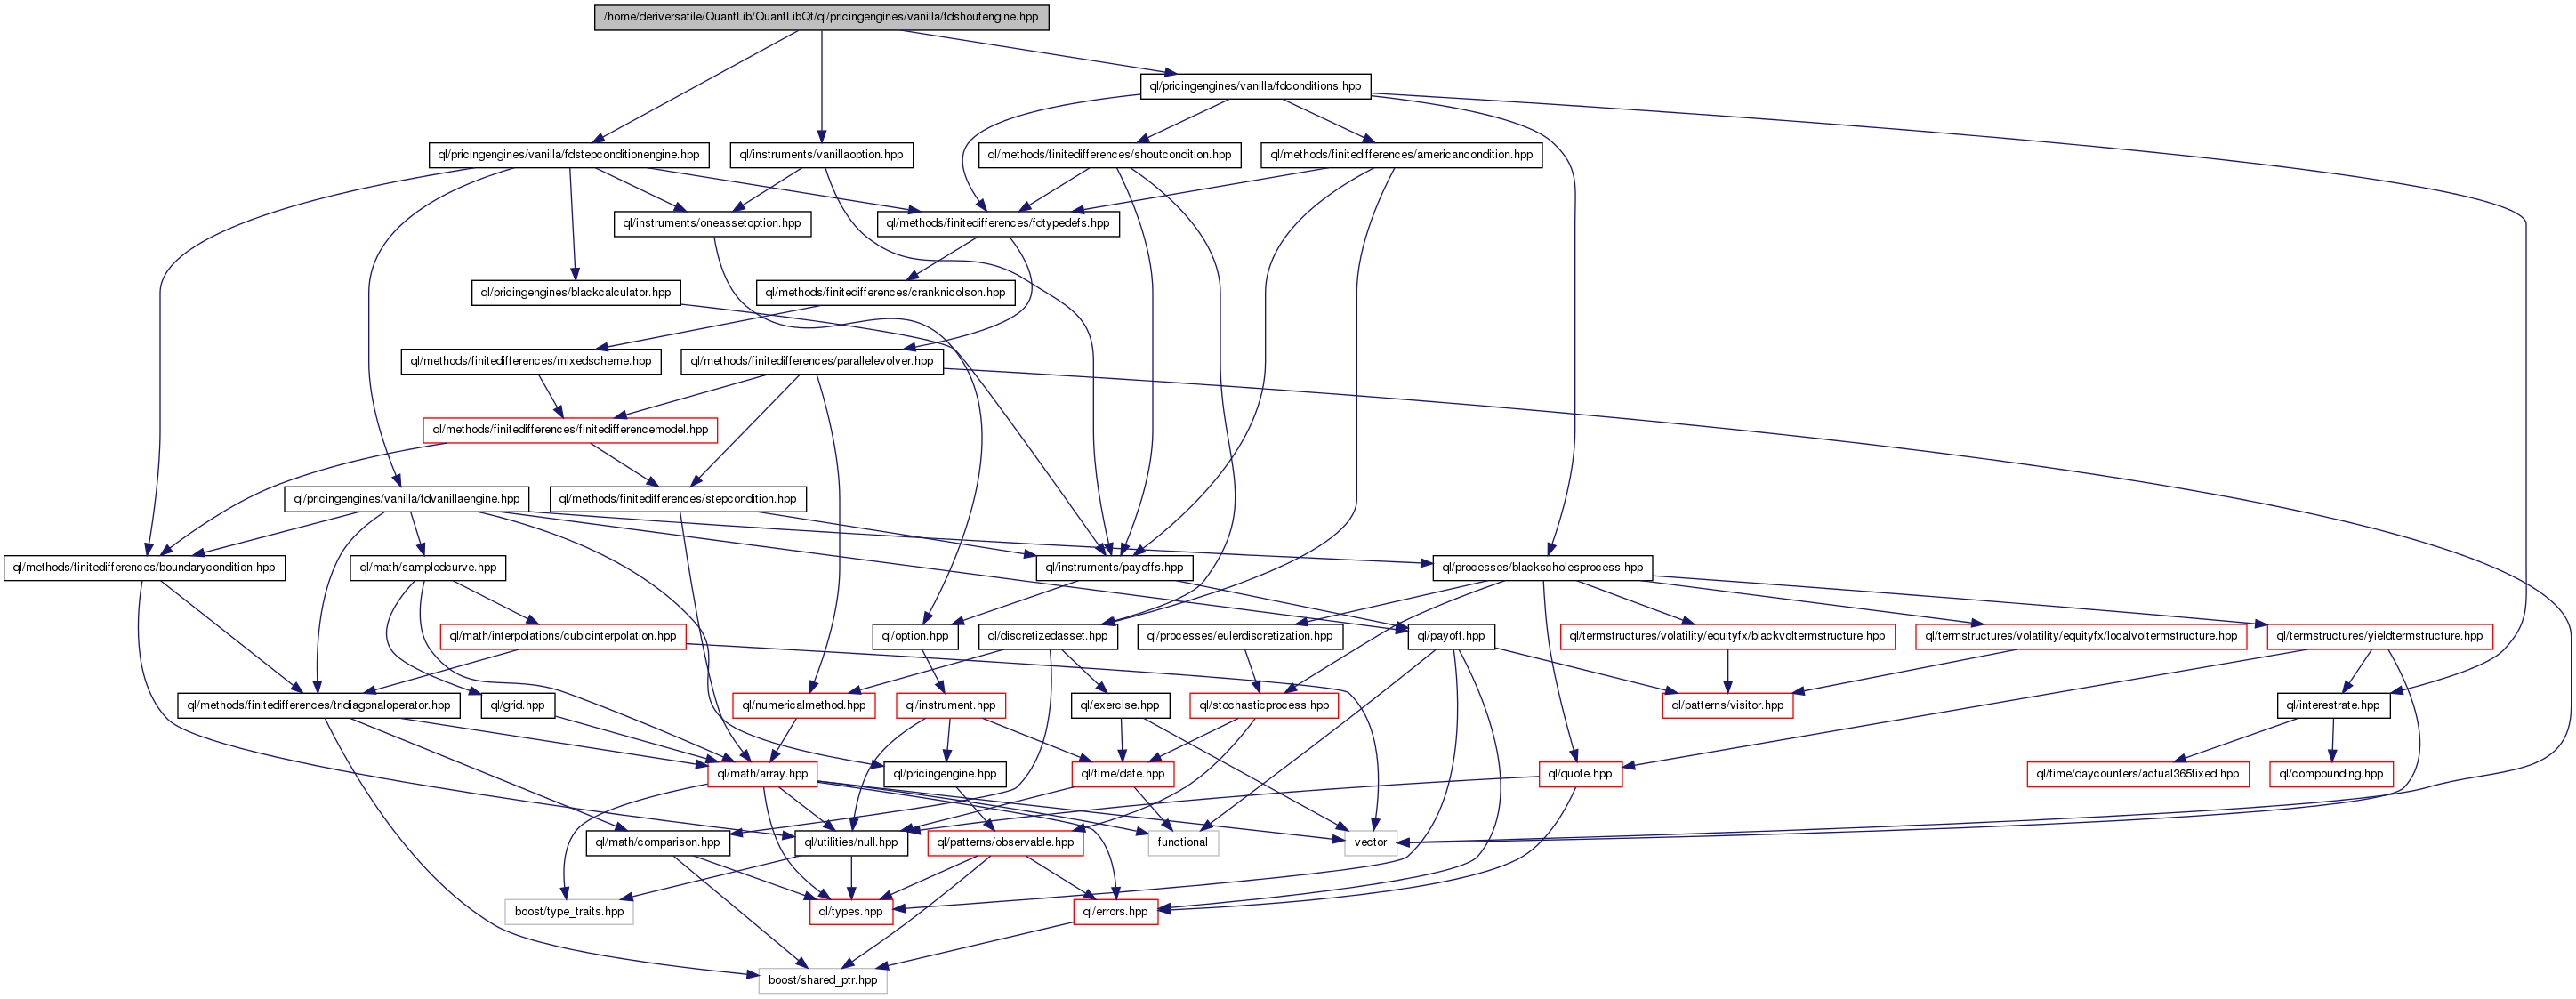 /home/deriversatile/QuantLib/QuantLibQt/ql/pricingengines/vanilla/fdshoutengine.hpp
ql/pricingengines/vanilla/fdconditions.hpp
ql/pricingengines/vanilla/fdstepconditionengine.hpp
ql/instruments/vanillaoption.hpp
ql/methods/finitedifferences/shoutcondition.hpp
ql/methods/finitedifferences/americancondition.hpp
ql/instruments/oneassetoption.hpp
ql/methods/finitedifferences/fdtypedefs.hpp
ql/pricingengines/blackcalculator.hpp
ql/methods/finitedifferences/cranknicolson.hpp
ql/methods/finitedifferences/mixedscheme.hpp
ql/methods/finitedifferences/parallelevolver.hpp
ql/methods/finitedifferences/finitedifferencemodel.hpp
ql/pricingengines/vanilla/fdvanillaengine.hpp
ql/methods/finitedifferences/stepcondition.hpp
ql/methods/finitedifferences/boundarycondition.hpp
ql/math/sampledcurve.hpp
ql/instruments/payoffs.hpp
ql/processes/blackscholesprocess.hpp
ql/math/interpolations/cubicinterpolation.hpp
ql/option.hpp
ql/discretizedasset.hpp
ql/processes/eulerdiscretization.hpp
ql/payoff.hpp
ql/termstructures/volatility/equityfx/blackvoltermstructure.hpp
ql/termstructures/volatility/equityfx/localvoltermstructure.hpp
ql/termstructures/yieldtermstructure.hpp
ql/methods/finitedifferences/tridiagonaloperator.hpp
ql/grid.hpp
ql/numericalmethod.hpp
ql/instrument.hpp
ql/exercise.hpp
ql/stochasticprocess.hpp
ql/patterns/visitor.hpp
ql/interestrate.hpp
ql/math/array.hpp
ql/pricingengine.hpp
ql/time/date.hpp
ql/quote.hpp
ql/time/daycounters/actual365fixed.hpp
ql/compounding.hpp
ql/math/comparison.hpp
ql/utilities/null.hpp
ql/patterns/observable.hpp
functional
vector
boost/type_traits.hpp
ql/types.hpp
ql/errors.hpp
boost/shared_ptr.hpp